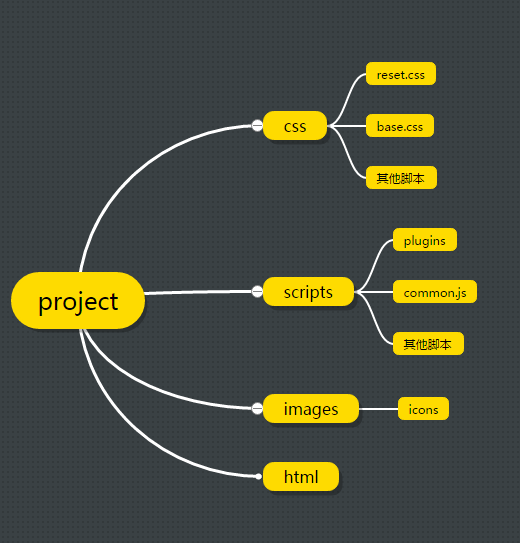 reset.css
css
base.css
其他脚本
plugins
project
scripts
common.js
其他脚本
images
icons
html